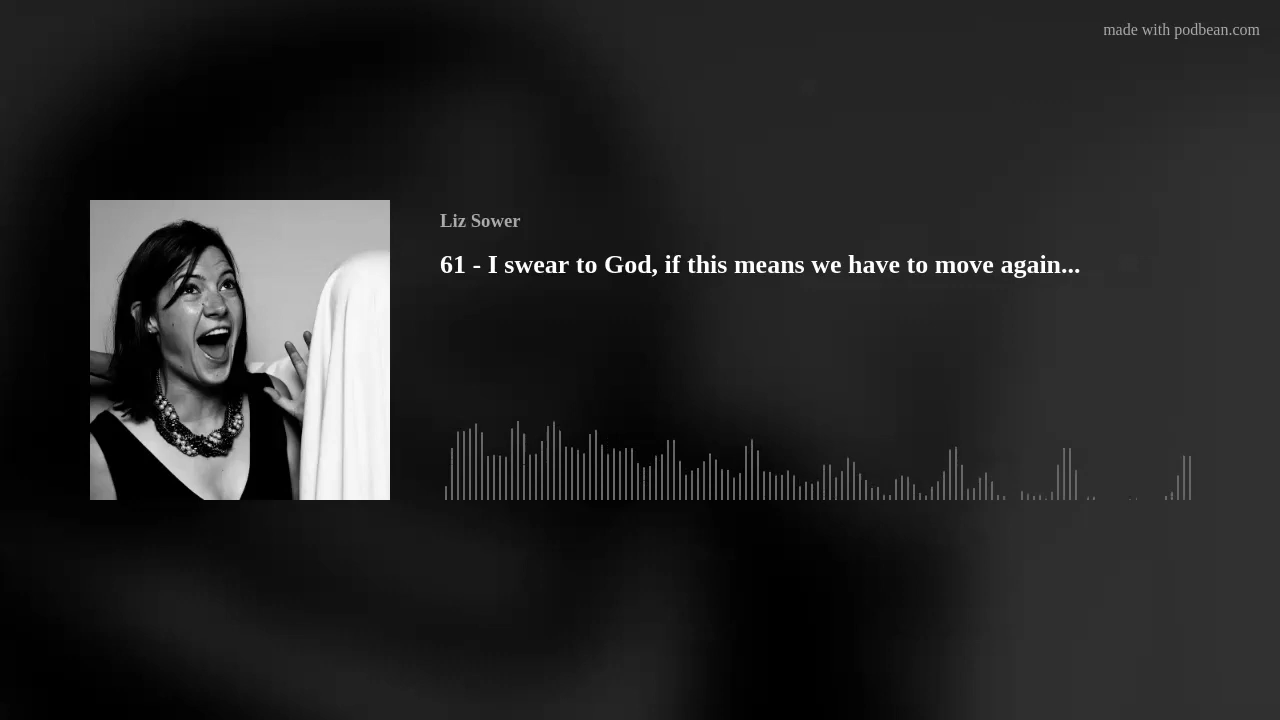 made with podbean.com
Liz Sower
61 - I swear to God, if this means we have to move again...